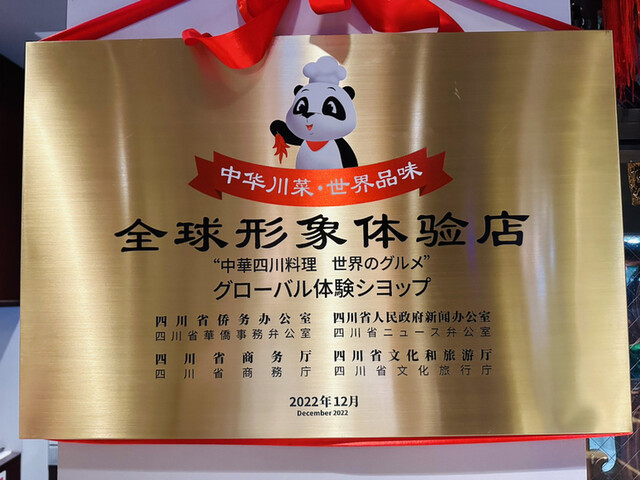 中华川菜·世界品味
全球形象体验店
“中華四川料理 世界のグルメ”
グローバル体験ショップ
四川省侨务办公室 四川省人民政府新闻办公室
四川省華僑事務弁公室 四川省ニュース弁公室
四川省商务厅 四川省文化和旅游厅
四川省商務庁 四川省文化旅行庁
2022年12月
December 2022